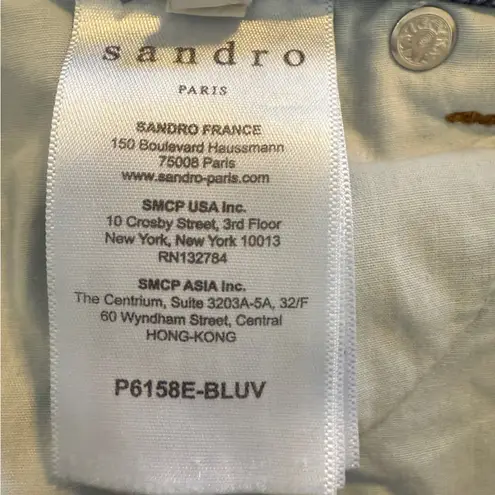 sandro
PARIS
SANDRO FRANCE
150 Boulevard Haussmann
75008 Paris
www.sandro-paris.com
SMCP USA Inc.
10 Crosby Street, 3rd Floor
New York, New York 10013
RN132784
SMCP ASIA Inc.
The Centrium, Suite 3203A-5A, 32/F
60 Wyndham Street, Central
HONG-KONG
P6158E-BLUV